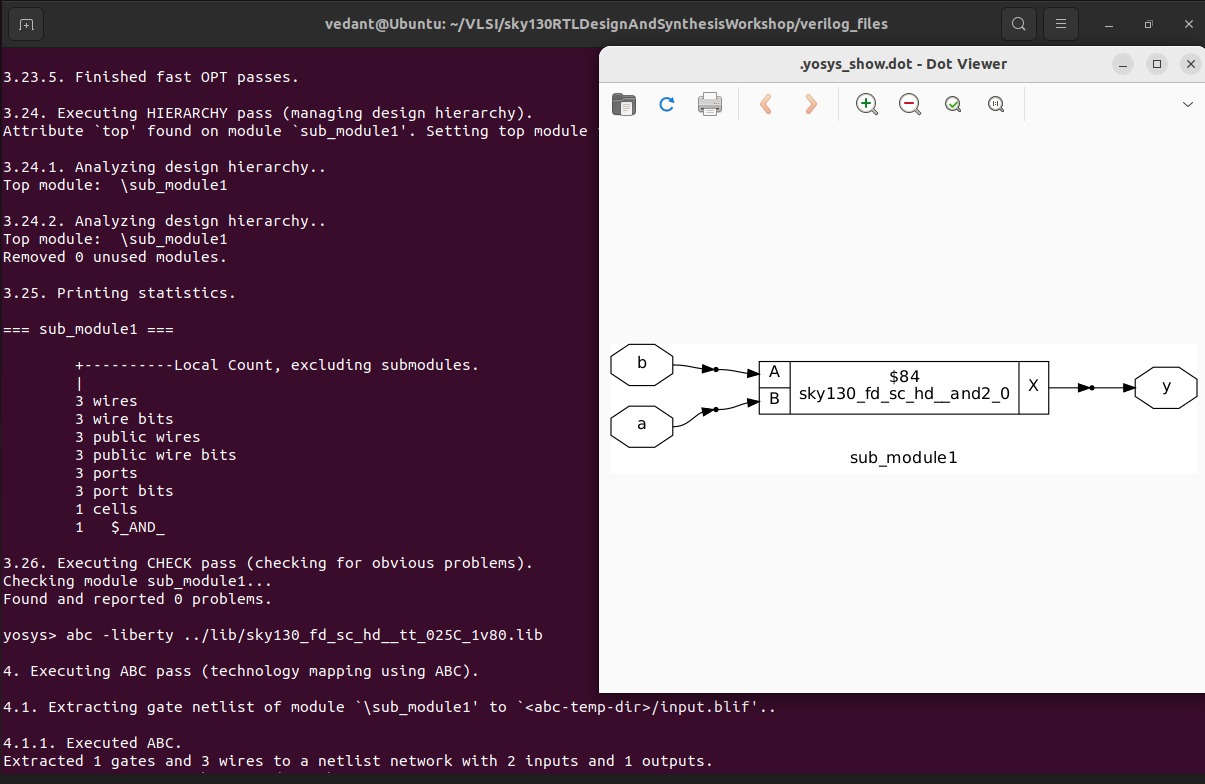 vedant@Ubuntu: ~/VLSI/sky130RTLDesignAndSynthesisWorkshop/verilog_files
3.23.5. Finished fast OPT passes.
3.24. Executing HIERARCHY pass (managing design hierarchy).
Attribute `top' found on module `sub_module1'. Setting top module
3.24.1. Analyzing design hierarchy..
Top module:  \sub_module1
3.24.2. Analyzing design hierarchy..
Top module:  \sub_module1
Removed 0 unused modules.
3.25. Printing statistics.
=== sub_module1 ===
+----------Local Count, excluding submodules.
|
3 wires
3 wire bits
3 public wires
3 public wire bits
3 ports
3 port bits
1 cells
1   $_AND_
3.26. Executing CHECK pass (checking for obvious problems).
Checking module sub_module1...
Found and reported 0 problems.
yosys> abc -liberty ../lib/sky130_fd_sc_hd__tt_025C_1v80.lib
4. Executing ABC pass (technology mapping using ABC).
4.1. Extracting gate netlist of module `\sub_module1' to `<abc-temp-dir>/input.blif'..
4.1.1. Executed ABC.
Extracted 1 gates and 3 wires to a netlist network with 2 inputs and 1 outputs.
.yosys_show.dot - Dot Viewer
b
a
A
B
$84
sky130_fd_sc_hd__and2_0
X
y
sub_module1